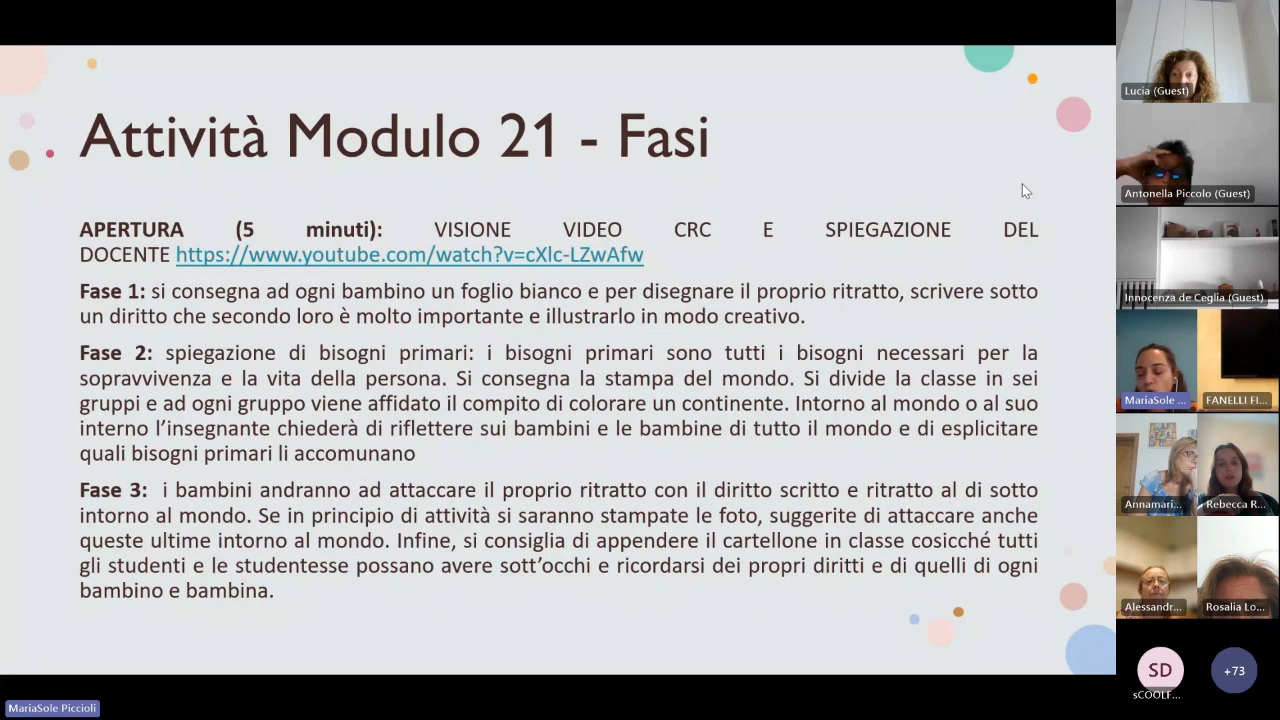 Attività Modulo 21 - Fasi
APERTURA (5 minuti): VISIONE VIDEO CRC E SPIEGAZIONE DEL
DOCENTE https://www.youtube.com/watch?v=cXlc-LZwAfw
Fase 1: si consegna ad ogni bambino un foglio bianco e per disegnare il proprio ritratto, scrivere sotto
un diritto che secondo loro è molto importante e illustrarlo in modo creativo.
Fase 2: spiegazione di bisogni primari: i bisogni primari sono tutti i bisogni necessari per la
sopravvivenza e la vita della persona. Si consegna la stampa del mondo. Si divide la classe in sei
gruppi e ad ogni gruppo viene affidato il compito di colorare un continente. Intorno al mondo o al suo
interno l’insegnante chiederà di riflettere sui bambini e le bambine di tutto il mondo e di esplicitare
quali bisogni primari li accomunano
Fase 3: i bambini andranno ad attaccare il proprio ritratto con il diritto scritto e ritratto al di sotto
intorno al mondo. Se in principio di attività si saranno stampate le foto, suggerite di attaccare anche
queste ultime intorno al mondo. Infine, si consiglia di appendere il cartellone in classe cosicché tutti
gli studenti e le studentesse possano avere sott’occhi e ricordarsi dei propri diritti e di quelli di ogni
bambino e bambina.
MariaSole Piccioli
Lucia (Guest)
Antonella Piccolo (Guest)
Innocenza de Ceglia (Guest)
MariaSole ...
FANELLI FI...
Annamari...
Rebecca R...
Alessandr...
Rosalia Lo...
SD
sCOOLF...
+73